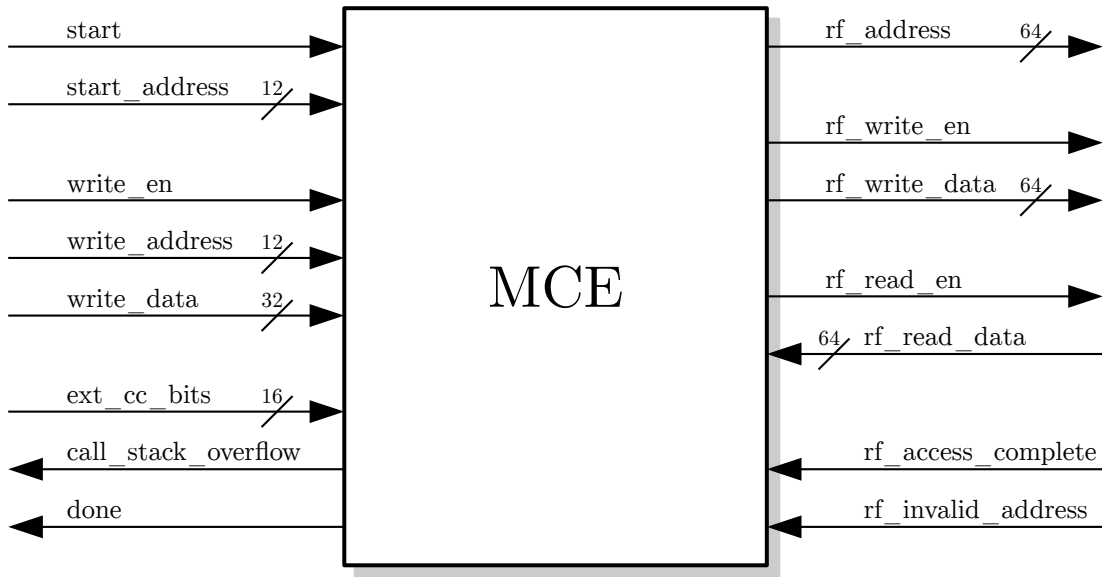 start
start_address 12
write_en
write_address 12
write_data 32
ext_cc_bits 16
call_stack_overflow
done
MCE
rf_address 64
rf_write_en
rf_write_data 64
rf_read_en
64 rf_read_data
rf_access_complete
rf_invalid_address